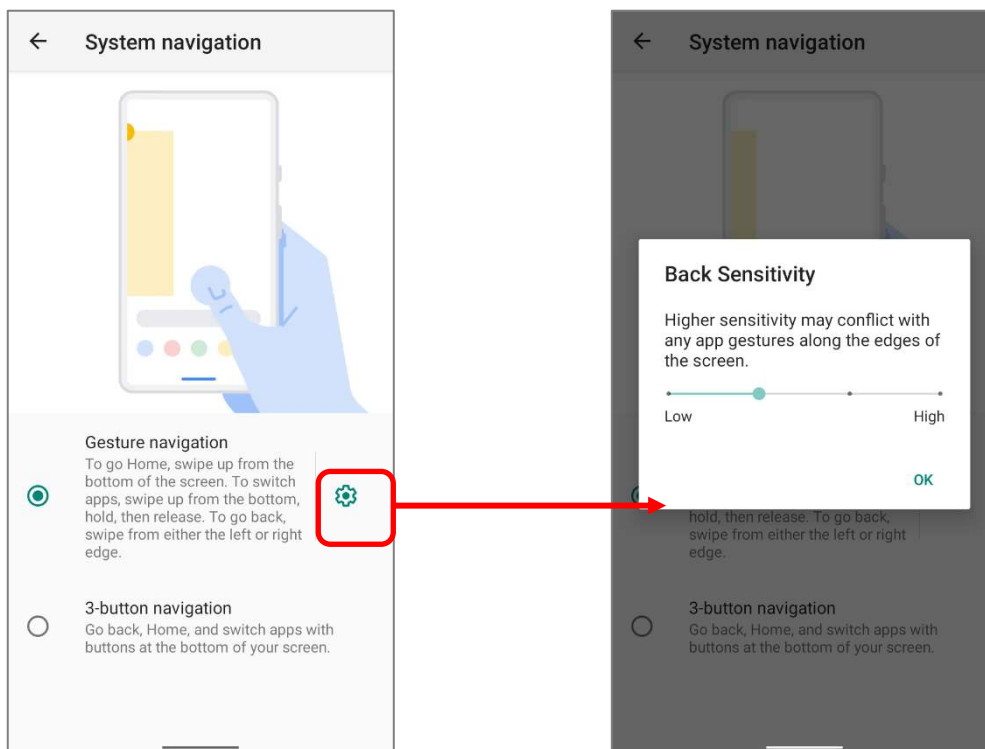 System navigation
Gesture navigation
To go Home, swipe up from the
bottom of the screen. To switch
apps, swipe up from the bottom,
hold, then release. To go back,
swipe from either the left or right
edge.
3-button navigation
Go back, Home, and switch apps with
buttons at the bottom of your screen.
System navigation
Back Sensitivity
Higher sensitivity may conflict with
any app gestures along the edges of
the screen.
Low High
OK
hold, then release. To go back,
swipe from either the left or right
edge.
3-button navigation
Go back, Home, and switch apps with
buttons at the bottom of your screen.